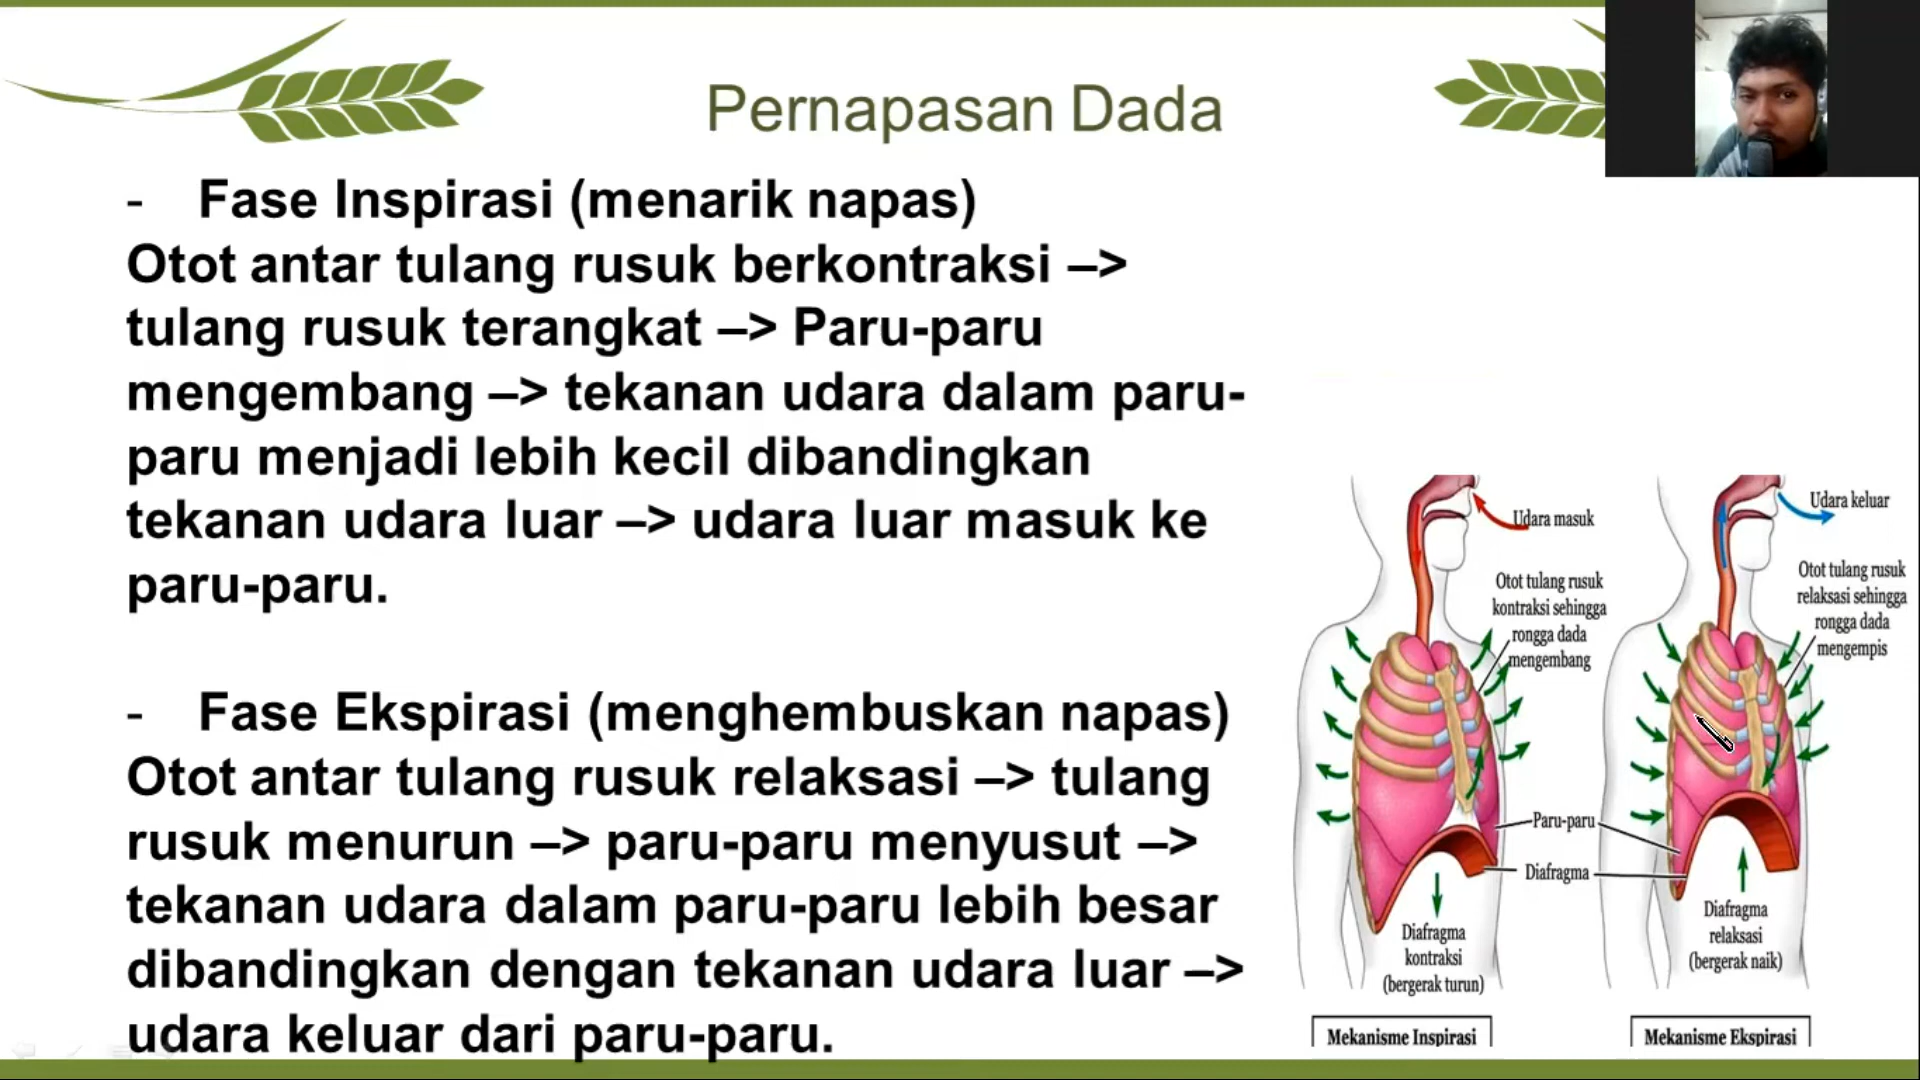 Pernapasan Dada
- Fase Inspirasi (menarik napas)
Otot antar tulang rusuk berkontraksi –>
tulang rusuk terangkat –> Paru-paru
mengembang –> tekanan udara dalam paru-
paru menjadi lebih kecil dibandingkan
tekanan udara luar –> udara luar masuk ke
paru-paru.
- Fase Ekspirasi (menghembuskan napas)
Otot antar tulang rusuk relaksasi –> tulang
rusuk menurun –> paru-paru menyusut –>
tekanan udara dalam paru-paru lebih besar
dibandingkan dengan tekanan udara luar –>
udara keluar dari paru-paru.
Udara masuk
Otot tulang rusuk
kontraksi sehingga
rongga dada
mengembang
Udara keluar
Otot tulang rusuk
relaksasi sehingga
rongga dada
mengempis
Paru-paru
Diafragma
Diafragma
kontraksi
(bergerak turun)
Diafragma
relaksasi
(bergerak naik)
Mekanisme Inspirasi
Mekanisme Ekspirasi